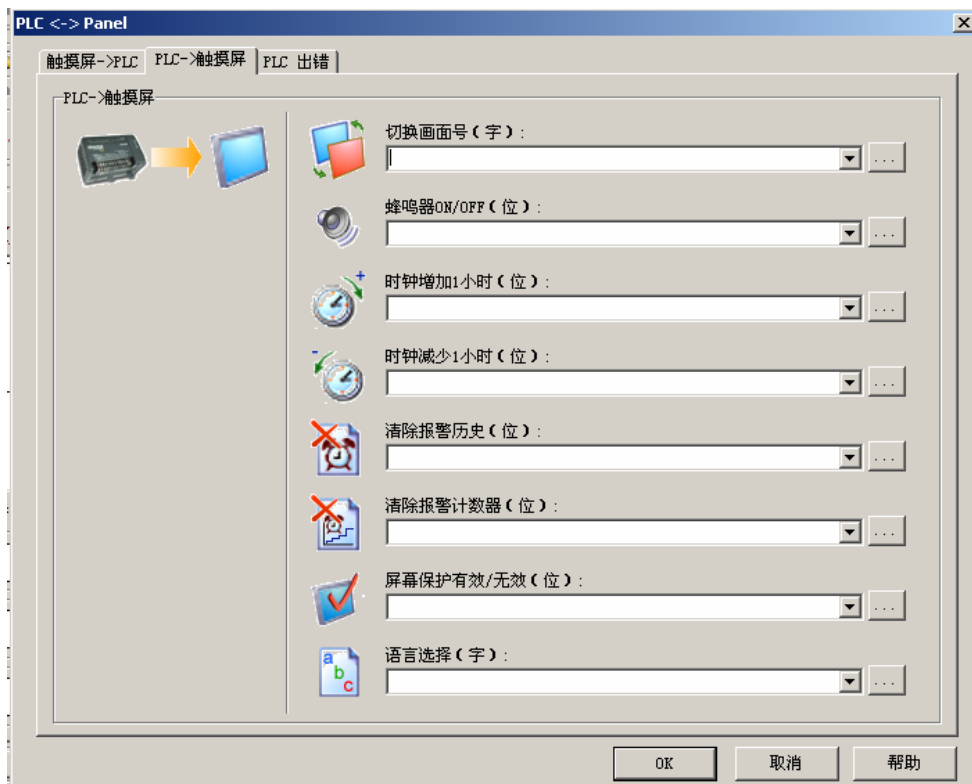 PLC <-> Panel
触摸屏->PLC
PLC->触摸屏
PLC 出错
PLC->触摸屏
切换画面号(字):
...
蜂鸣器ON/OFF(位):
...
时钟增加1小时(位):
...
时钟减少1小时(位):
...
清除报警历史(位):
...
清除报警计数器(位):
...
屏幕保护有效/无效(位):
...
语言选择(字):
a
b
c
...
OK
取消
帮助